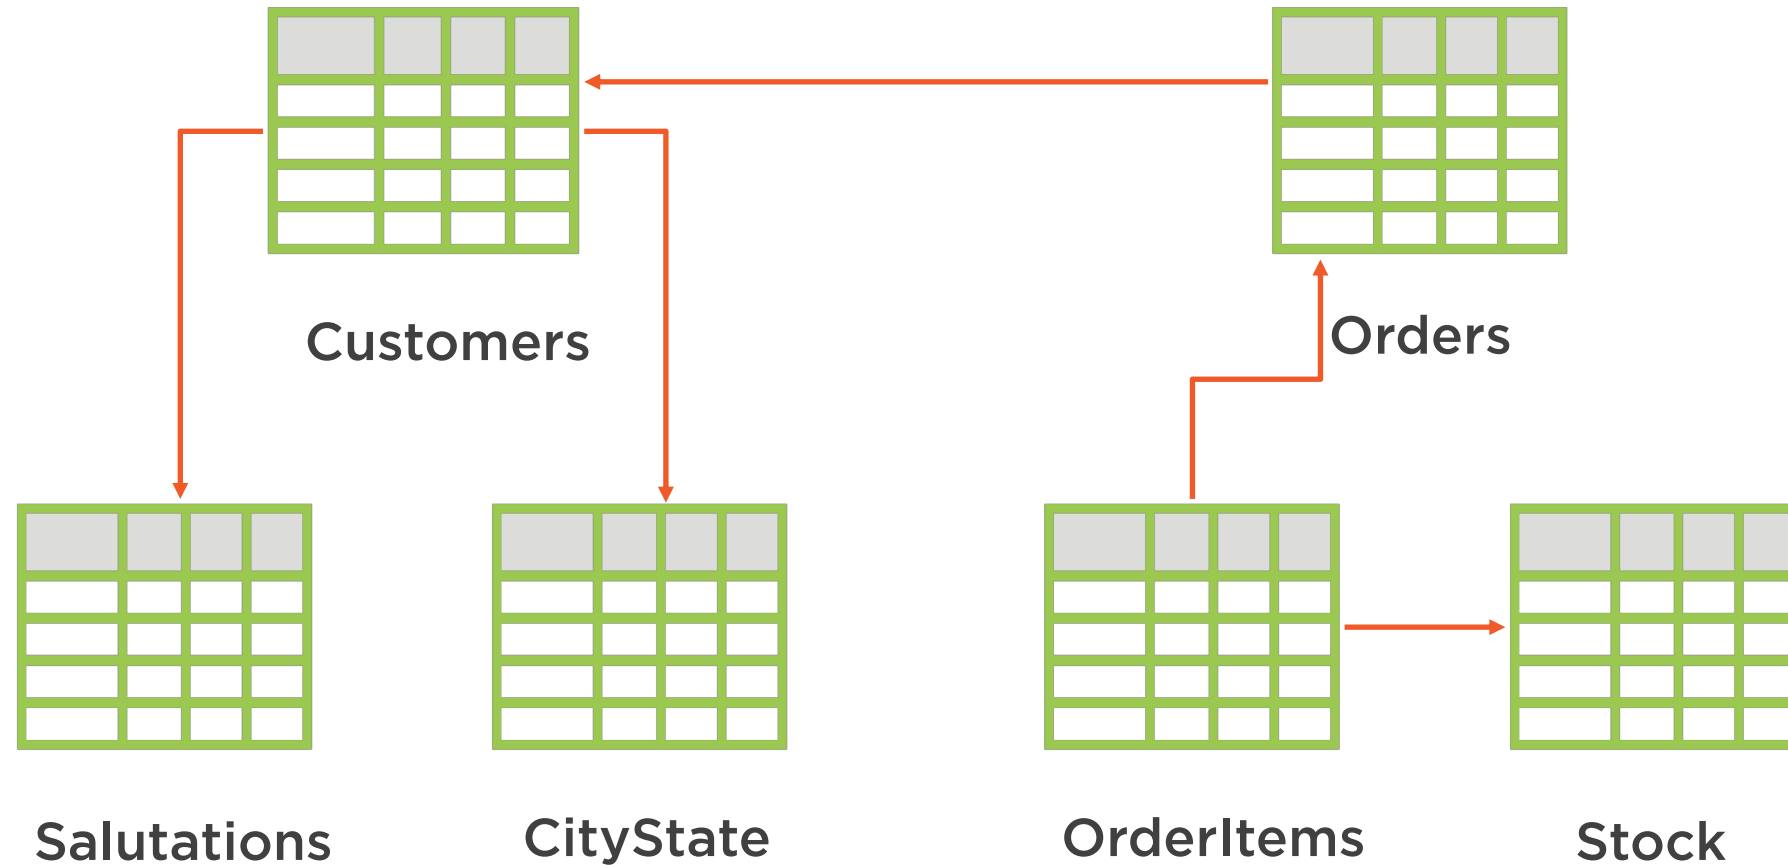 Customers
Orders
Salutations
CityState
OrderItems
Stock